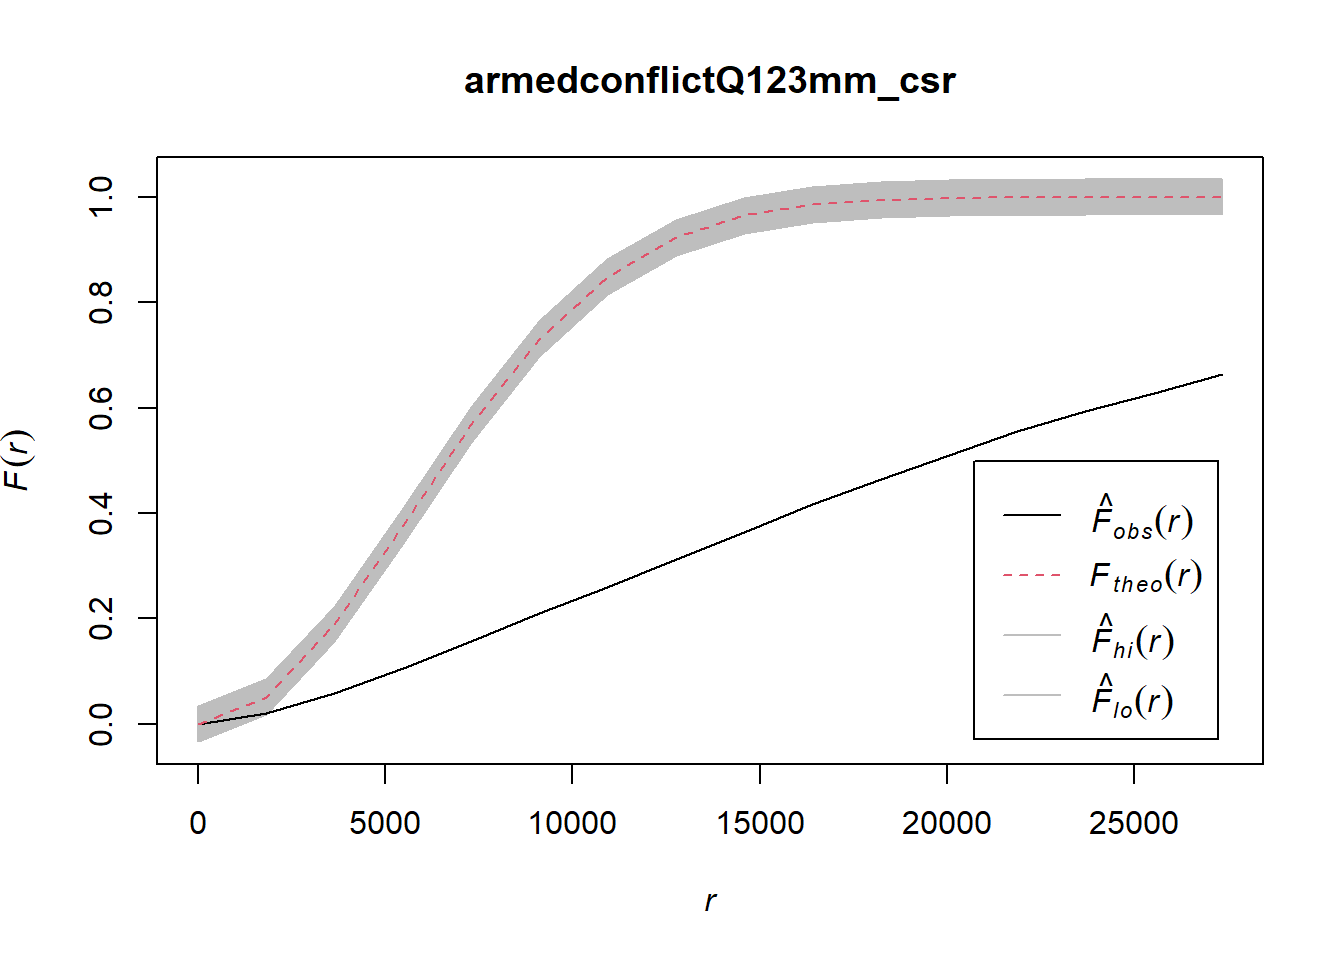 armedconflictQ123mm_csr
F(r)
1.0
0.8
0.6
0.4
0.2
0.0
F̂obs(r)
Ftheo(r)
F̂hi(r)
F̂lo(r)
0 5000 10000 15000 20000 25000
r